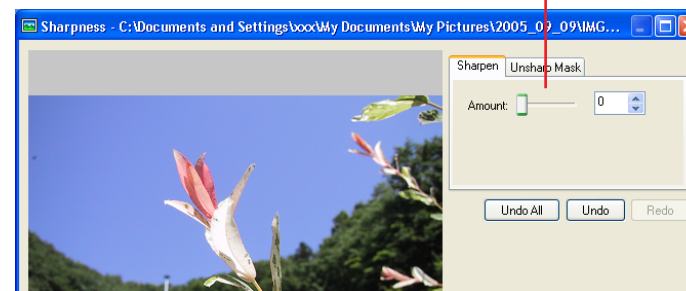 Sharpness - C:\Documents and Settings\xxx\My Documents\My Pictures\2005_09_09\IMG...
Sharpen Unsharp Mask
Amount: 0
Undo All Undo Redo